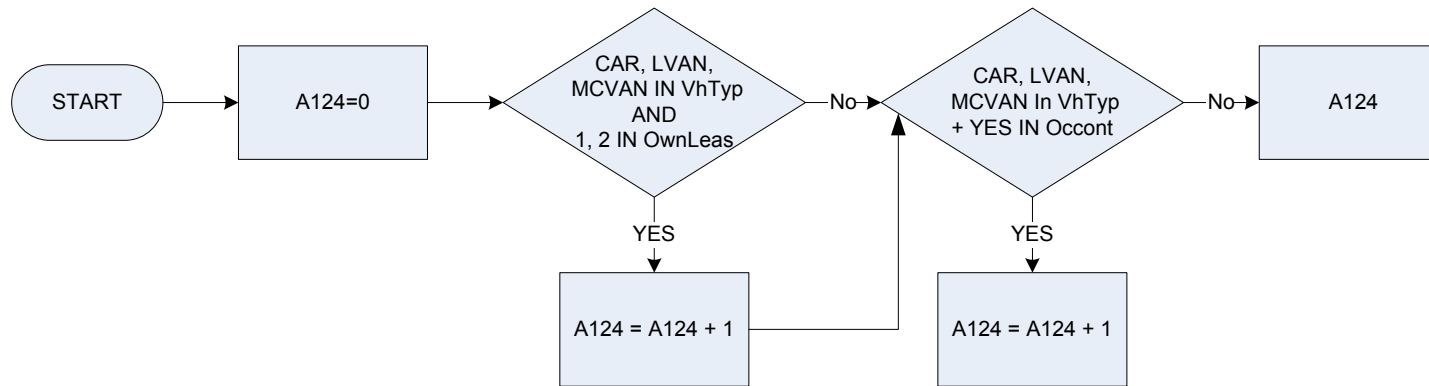 START
A124=0
CAR, LVAN,
MCVAN IN VhTyp
AND
1, 2 IN OwnLeas
No
CAR, LVAN,
MCVAN In VhTyp
+ YES IN Occont
No
A124
YES
YES
A124 = A124 + 1
A124 = A124 + 1